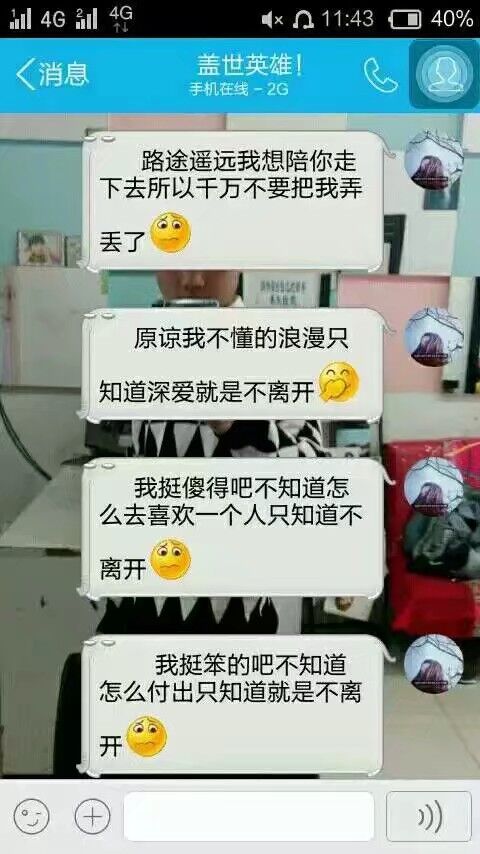 4G 4G 11:43 40%
消息
盖世英雄!
手机在线 - 2G
路途遥远我想陪你走
下去所以千万不要把我弄
丢了
原谅我不懂的浪漫只
知道深爱就是不离开
我挺傻得吧不知道怎
么去喜欢一个人只知道不
离开
我挺笨的吧不知道
怎么付出只知道就是不离
开